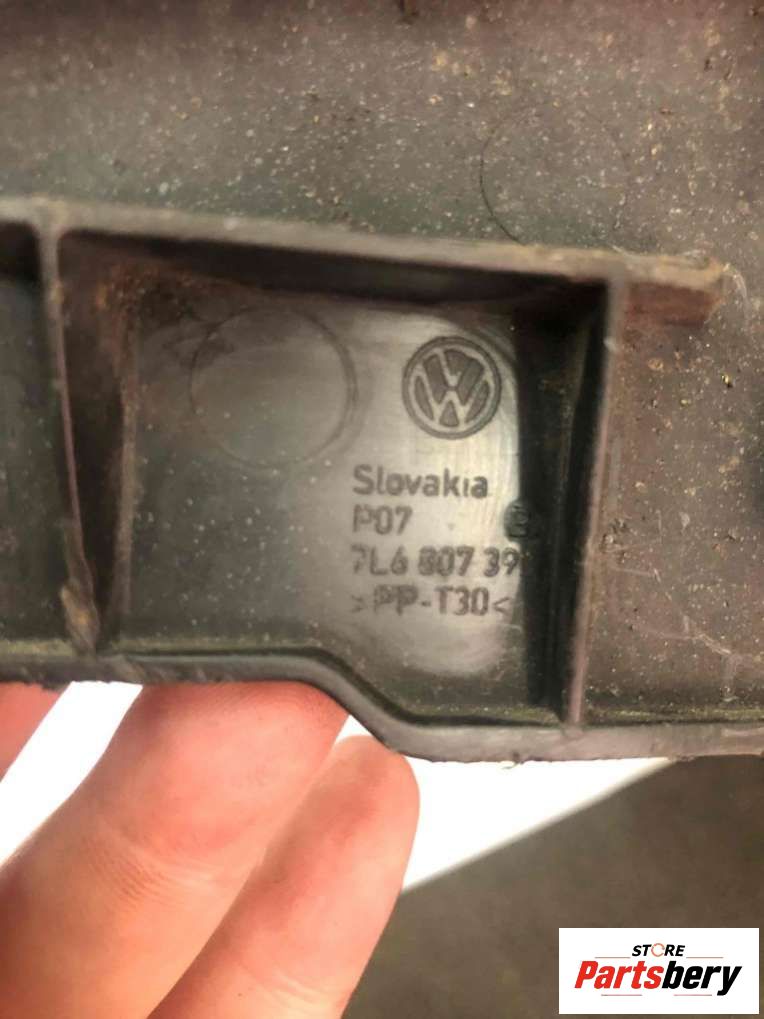 Slovakia
P07
7L6 807 39
>PP-T30<
STORE
Partsbery